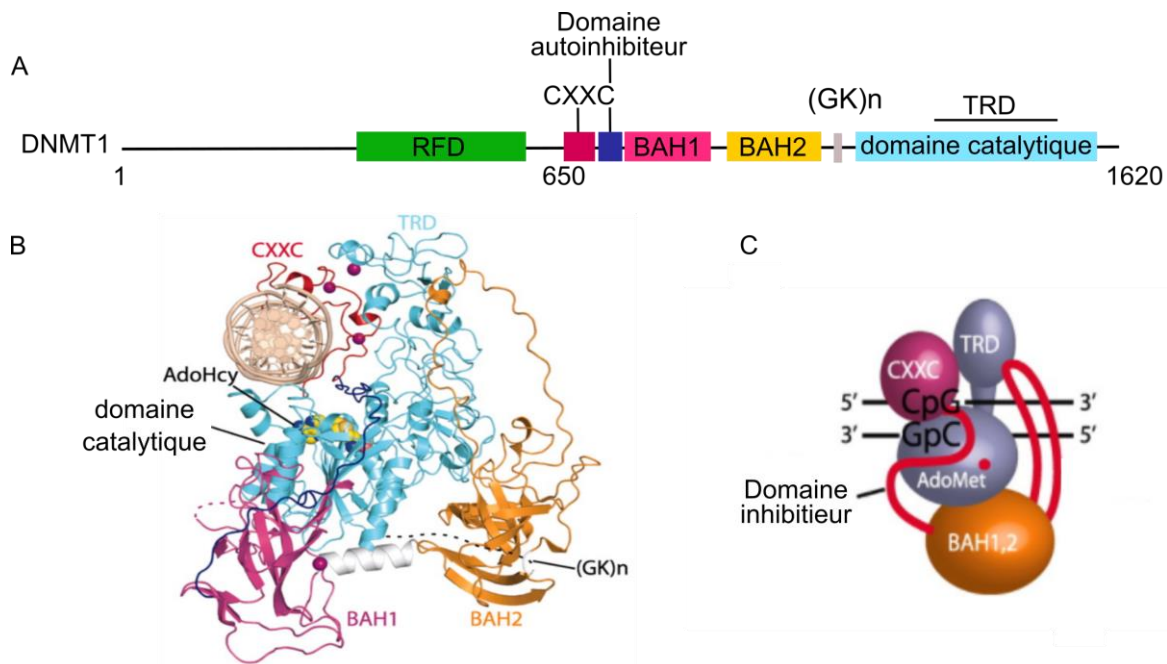 A
Domaine
autoinhibiteur
CXXC
(GK)n
TRD
DNMT1
RFD
BAH1
BAH2
domaine catalytique
1
650
1620
B
CXXC
TRD
AdoHcy
domaine
catalytique
(GK)n
BAH1
BAH2
C
TRD
CXXC
5’ CpG 3’
3’ GpC 5’
AdoMet
Domaine
inhibitieur
BAH1,2